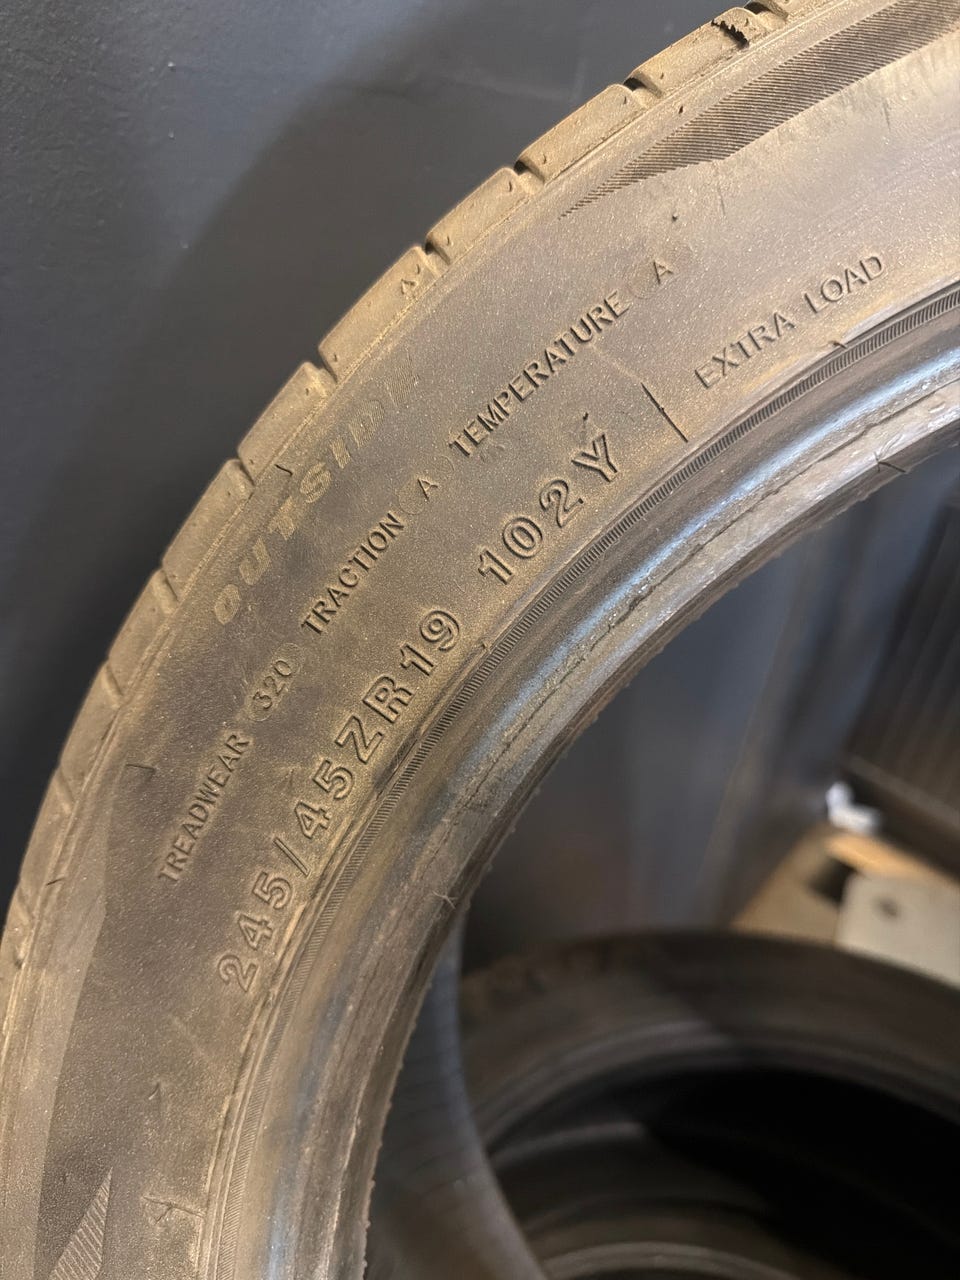 OUTSIDE
TREADWEAR 320 TRACTION A TEMPERATURE A
245/45ZR19 102Y
EXTRA LOAD